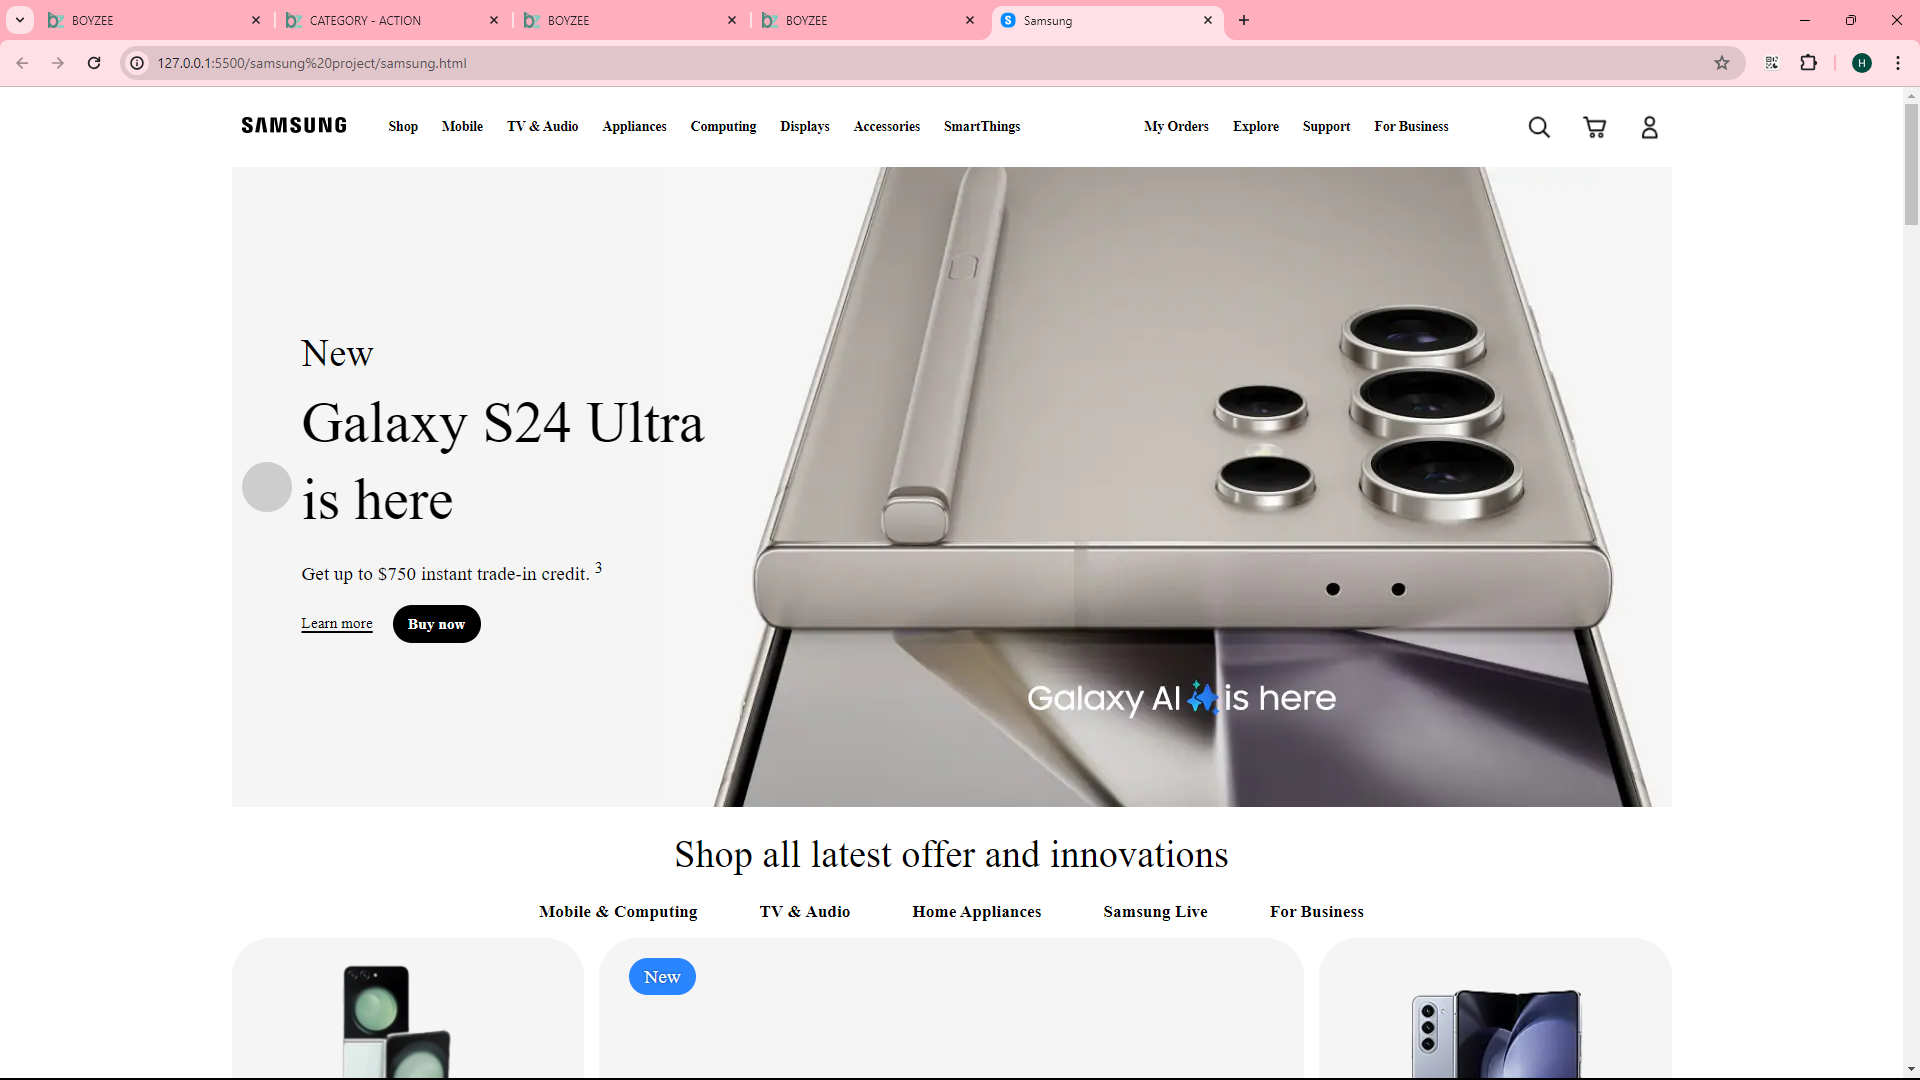 BOYZEE
CATEGORY - ACTION
BOYZEE
BOYZEE
Samsung
127.0.0.1:5500/samsung%20project/samsung.html
H
SAMSUNG
Shop Mobile TV & Audio Appliances Computing Displays Accessories SmartThings My Orders Explore Support For Business
New
Galaxy S24 Ultra
is here
Get up to $750 instant trade-in credit. 3
Learn more Buy now
Galaxy AI is here
Shop all latest offer and innovations
Mobile & Computing TV & Audio Home Appliances Samsung Live For Business
New